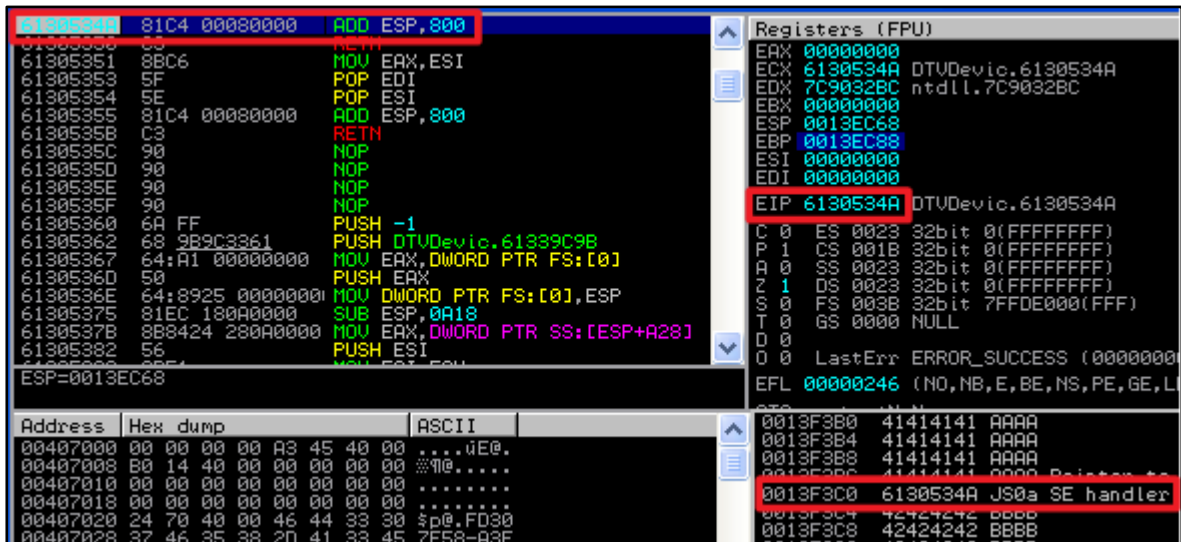 6130534A 81C4 00080000 ADD ESP,800
61305350 C3 RETN
61305351 8BC6 MOV EAX,ESI
61305353 5F POP EDI
61305354 5E POP ESI
61305355 81C4 00080000 ADD ESP,800
6130535B C3 RETN
6130535C 90 NOP
6130535D 90 NOP
6130535E 90 NOP
6130535F 90 NOP
61305360 6A FF PUSH -1
61305362 68 9B9C3361 PUSH DTVDevic.61339C9B
61305367 64:A1 00000000 MOV EAX,DWORD PTR FS:[0]
6130536D 50 PUSH EAX
6130536E 64:8925 0000000 MOV DWORD PTR FS:[0],ESP
61305375 81EC 180A0000 SUB ESP,0A18
6130537B 8B8424 280A0000 MOV EAX,DWORD PTR SS:[ESP+A28]
61305382 56 PUSH ESI
ESP=0013EC68
Registers (FPU)
EAX 00000000
ECX 6130534A DTVDevic.6130534A
EDX 7C9032BC ntdll.7C9032BC
EBX 00000000
ESP 0013EC68
EBP 0013EC88
ESI 00000000
EDI 00000000
EIP 6130534A DTVDevic.6130534A
C 0 ES 0023 32bit 0(FFFFFFFF)
P 1 CS 001B 32bit 0(FFFFFFFF)
A 0 SS 0023 32bit 0(FFFFFFFF)
Z 1 DS 0023 32bit 0(FFFFFFFF)
S 0 FS 003B 32bit 7FFDE000(FFF)
T 0 GS 0000 NULL
D 0
O 0 LastErr ERROR_SUCCESS (0000000
EFL 00000246 (NO,NB,E,BE,NS,PE,GE,L
Address Hex dump ASCII
00407000 00 00 00 00 A3 45 40 00 ....úE@.
00407008 B0 14 40 00 00 00 00 00 ░¶@.....
00407010 00 00 00 00 00 00 00 00 ........
00407018 00 00 00 00 00 00 00 00 ........
00407020 24 70 40 00 46 44 33 30 $p@.FD30
00407028 37 46 35 38 2D 41 33 45 7F58-A3E
0013F3B0 41414141 AAAA
0013F3B4 41414141 AAAA
0013F3B8 41414141 AAAA
0013F3BC 41414141 AAAA Pointer to
0013F3C0 6130534A JS0a SE handler
0013F3C4 42424242 BBBB
0013F3C8 42424242 BBBB